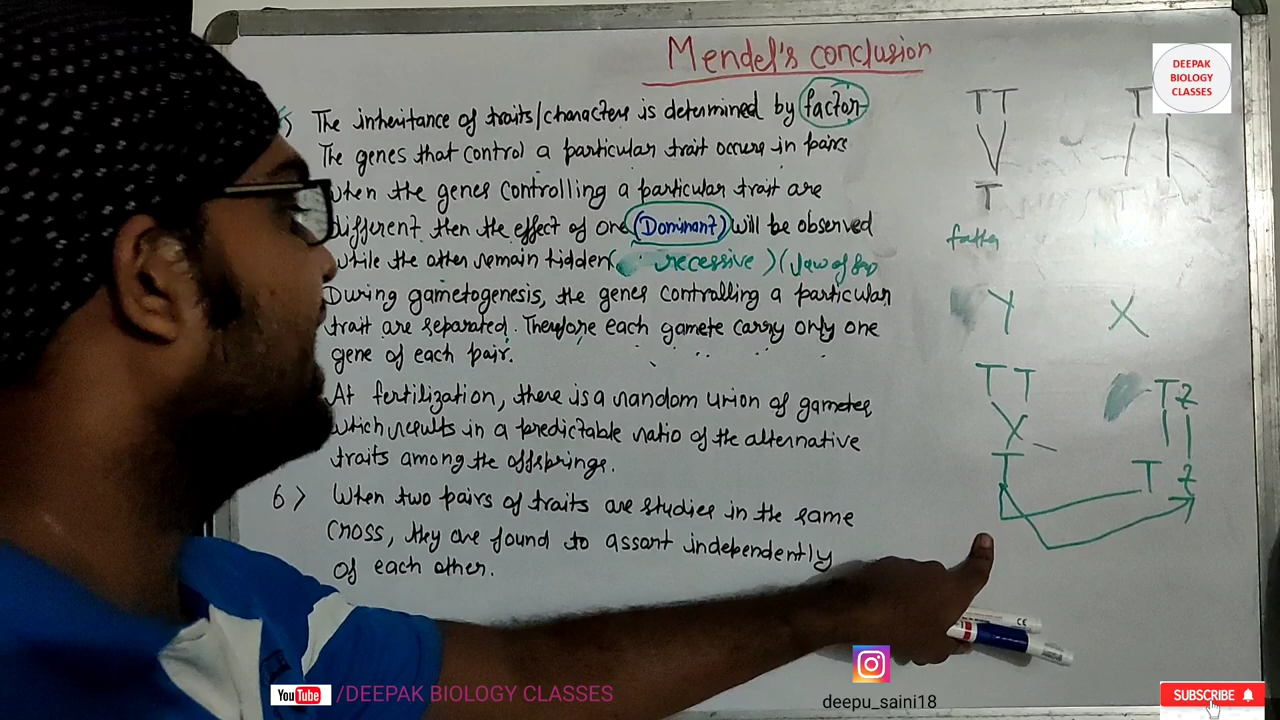 Mendel's conclusion
DEEPAK
BIOLOGY
CLASSES
The inheritance of traits/characters is determined by factor
The genes that control a particular trait occurs in pairs
when the genes controlling a particular trait are
different then the effect of one (Dominant) will be observed
while the other remain hidden( recessive ) (law of
During gametogenesis, the genes controlling a particular
trait are separated. Therefore each gamete carry only one
gene of each pair.
At fertilization, there is a random union of gametes
which results in a predictable ratio of the alternative
traits among the offsprings.
6> When two pairs of traits are studies in the same
cross, they are found to assort independently
of each other.
TT T
T T
father
Y X
TT Tz
T T z
YouTube /DEEPAK BIOLOGY CLASSES
deepu_saini18
SUBSCRIBE